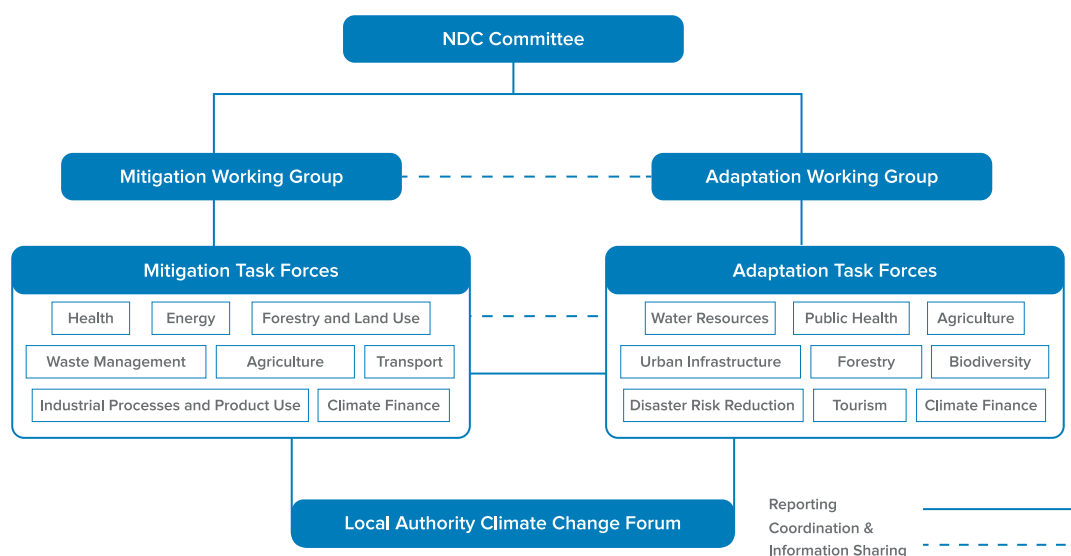 NDC Committee
Mitigation Working Group
Adaptation Working Group
Mitigation Task Forces
Health
Energy
Forestry and Land Use
Waste Management
Agriculture
Transport
Industrial Processes and Product Use
Climate Finance
Adaptation Task Forces
Water Resources
Public Health
Agriculture
Urban Infrastructure
Forestry
Biodiversity
Disaster Risk Reduction
Tourism
Climate Finance
Local Authority Climate Change Forum
Reporting
Coordination &
Information Sharing